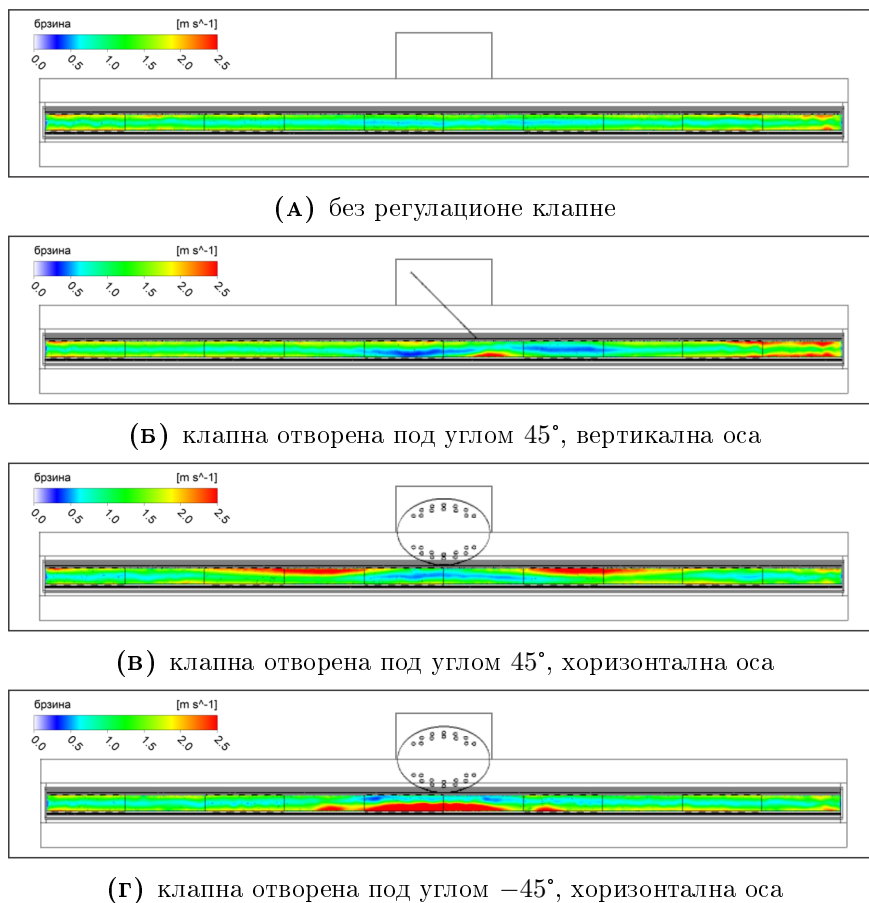 брзина [m s^-1]
0.0 0.5 1.0 1.5 2.0 2.5
(А) без регулационе клапне
брзина [m s^-1]
0.0 0.5 1.0 1.5 2.0 2.5
(Б) клапна отворена под углом 45°, вертикална оса
брзина [m s^-1]
0.0 0.5 1.0 1.5 2.0 2.5
(В) клапна отворена под углом 45°, хоризонтална оса
брзина [m s^-1]
0.0 0.5 1.0 1.5 2.0 2.5
(Г) клапна отворена под углом −45°, хоризонтална оса